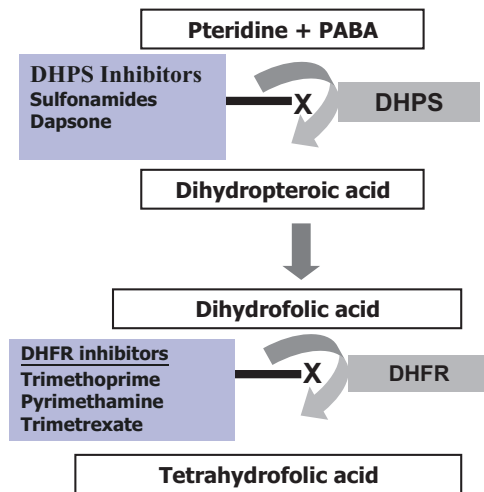 Pteridine + PABA
DHPS Inhibitors
Sulfonamides
Dapsone
X
DHPS
Dihydropteroic acid
Dihydrofolic acid
DHFR inhibitors
Trimethoprime
Pyrimethamine
Trimetrexate
X
DHFR
Tetrahydrofolic acid